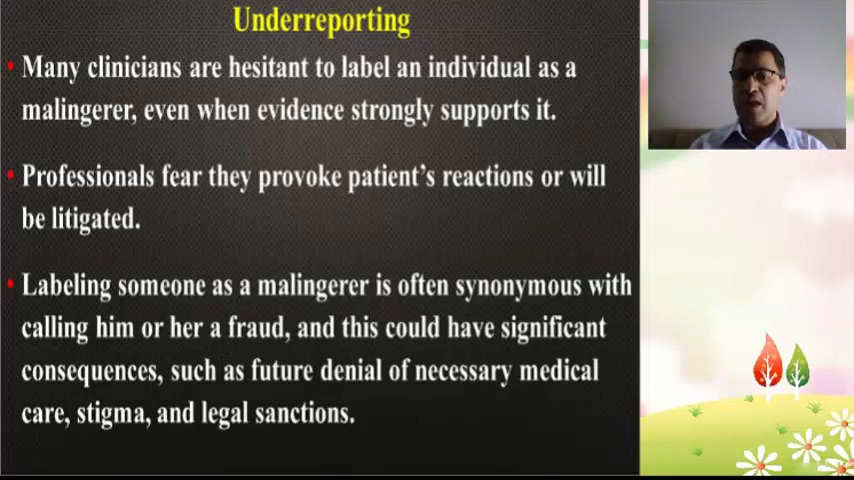 Underreporting
• Many clinicians are hesitant to label an individual as a
malingerer, even when evidence strongly supports it.
• Professionals fear they provoke patient's reactions or will
be litigated.
• Labeling someone as a malingerer is often synonymous with
calling him or her a fraud, and this could have significant
consequences, such as future denial of necessary medical
care, stigma, and legal sanctions.